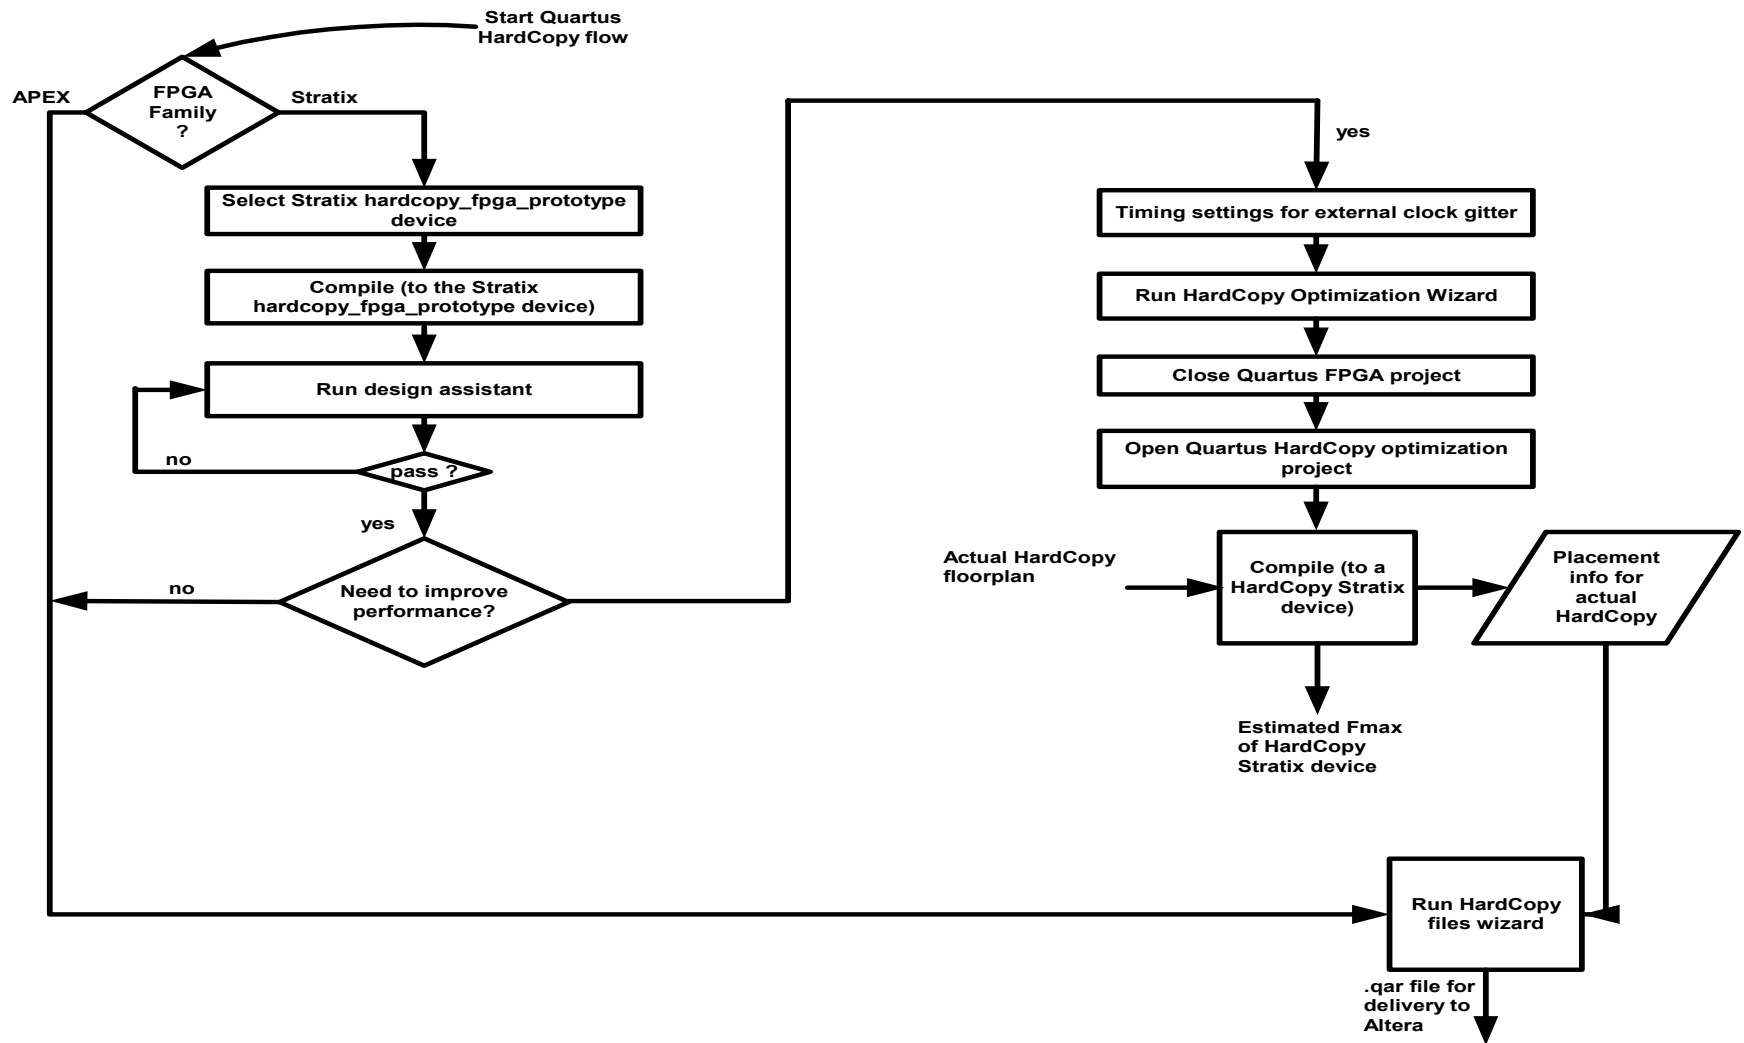 Start Quartus
HardCopy flow
APEX
FPGA
Family
?
Stratix
Select Stratix hardcopy_fpga_prototype
device
Compile (to the Stratix
hardcopy_fpga_prototype device)
Run design assistant
no
pass ?
yes
no
Need to improve
performance?
yes
Timing settings for external clock gitter
Run HardCopy Optimization Wizard
Close Quartus FPGA project
Open Quartus HardCopy optimization
project
Actual HardCopy
floorplan
Compile (to a
HardCopy Stratix
device)
Placement
info for
actual
HardCopy
Estimated Fmax
of HardCopy
Stratix device
Run HardCopy
files wizard
.qar file for
delivery to
Altera